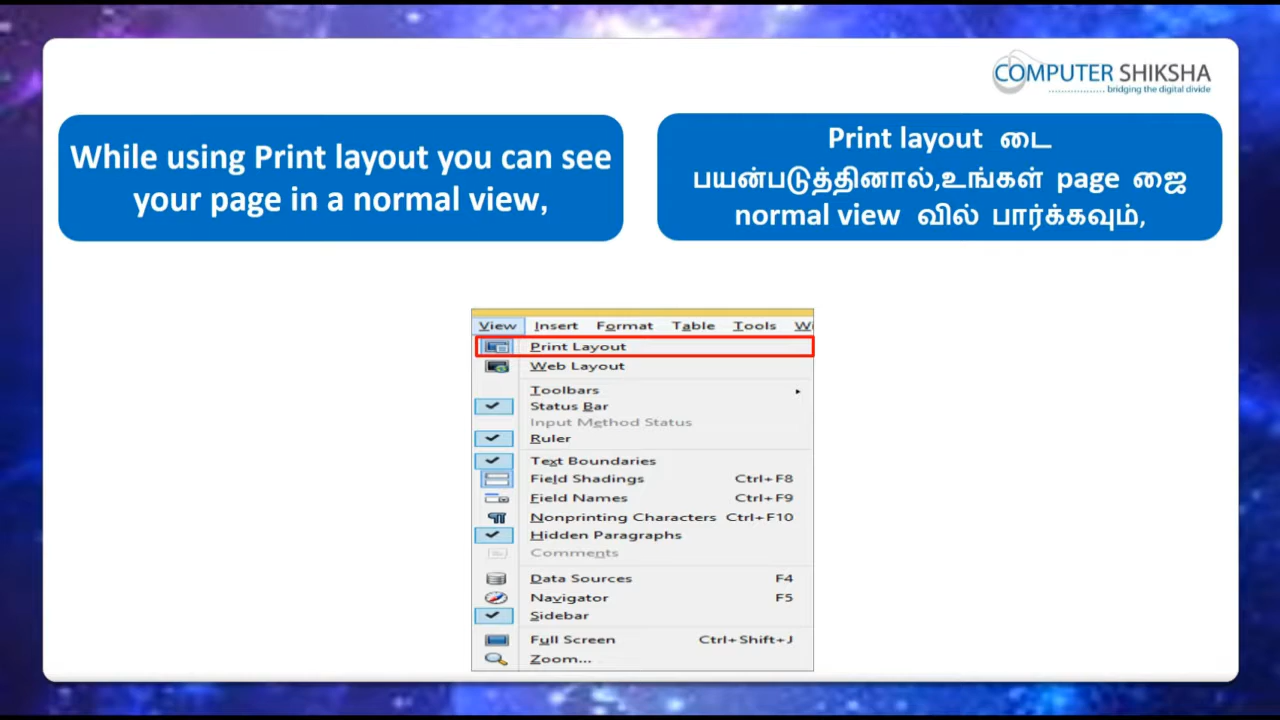 COMPUTER SHIKSHA
bridging the digital divide
While using Print layout you can see
your page in a normal view,
Print layout டை
பயன்படுத்தினால்,உங்கள் page ஜை
normal view வில் பார்க்கவும்,
View Insert Format Table Tools
Print Layout
Web Layout
Toolbars
Status Bar
Input Method Status
Ruler
Text Boundaries
Field Shadings Ctrl+F8
Field Names Ctrl+F9
Nonprinting Characters Ctrl+F10
Hidden Paragraphs
Comments
Data Sources F4
Navigator F5
Sidebar
Full Screen Ctrl+Shift+J
Zoom...